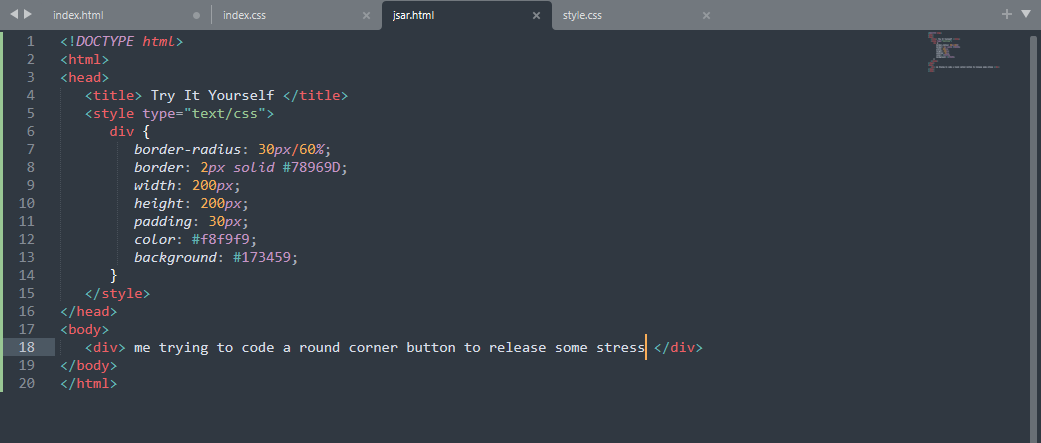 index.html index.css jsar.html style.css
1 <!DOCTYPE html>
2 <html>
3 <head>
4 <title> Try It Yourself </title>
5 <style type="text/css">
6 div {
7 border-radius: 30px/60%;
8 border: 2px solid #78969D;
9 width: 200px;
10 height: 200px;
11 padding: 30px;
12 color: #f8f9f9;
13 background: #173459;
14 }
15 </style>
16 </head>
17 <body>
18 <div> me trying to code a round corner button to release some stress </div>
19 </body>
20 </html>